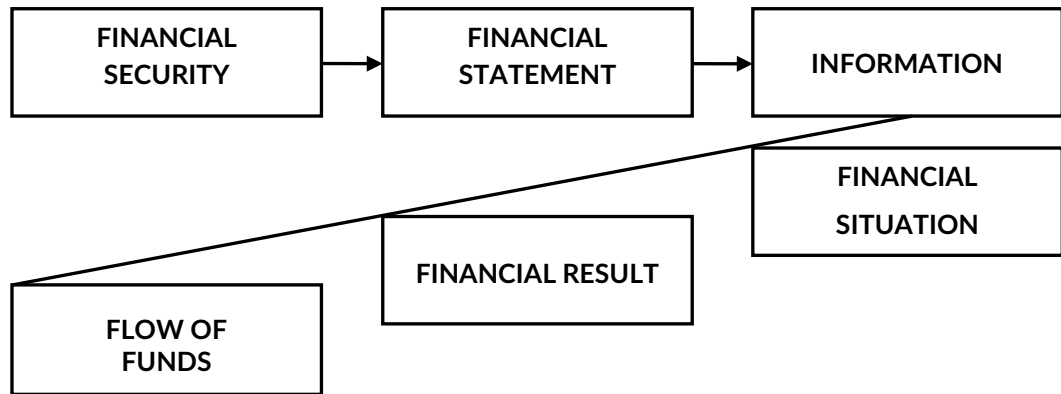 FINANCIAL
SECURITY
FINANCIAL
STATEMENT
INFORMATION
FINANCIAL
SITUATION
FINANCIAL RESULT
FLOW OF
FUNDS